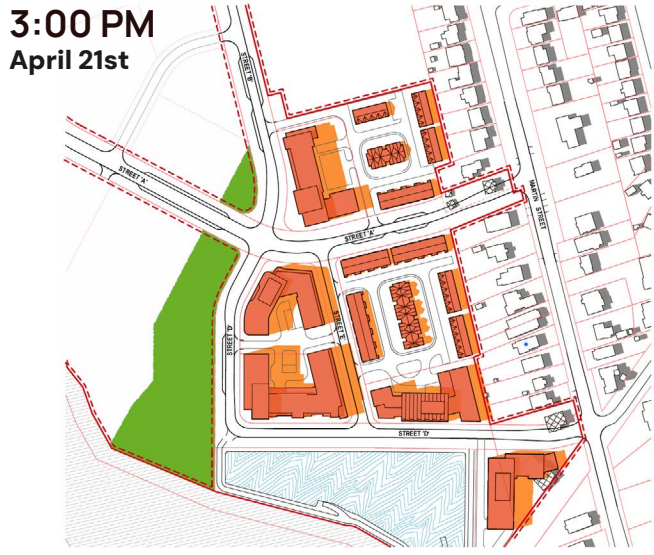 3:00 PM
April 21st
STREET 'B'
STREET 'A'
MARTIN STREET
STREET 'A'
STREET 'D'
STREET 'E'
STREET 'D'